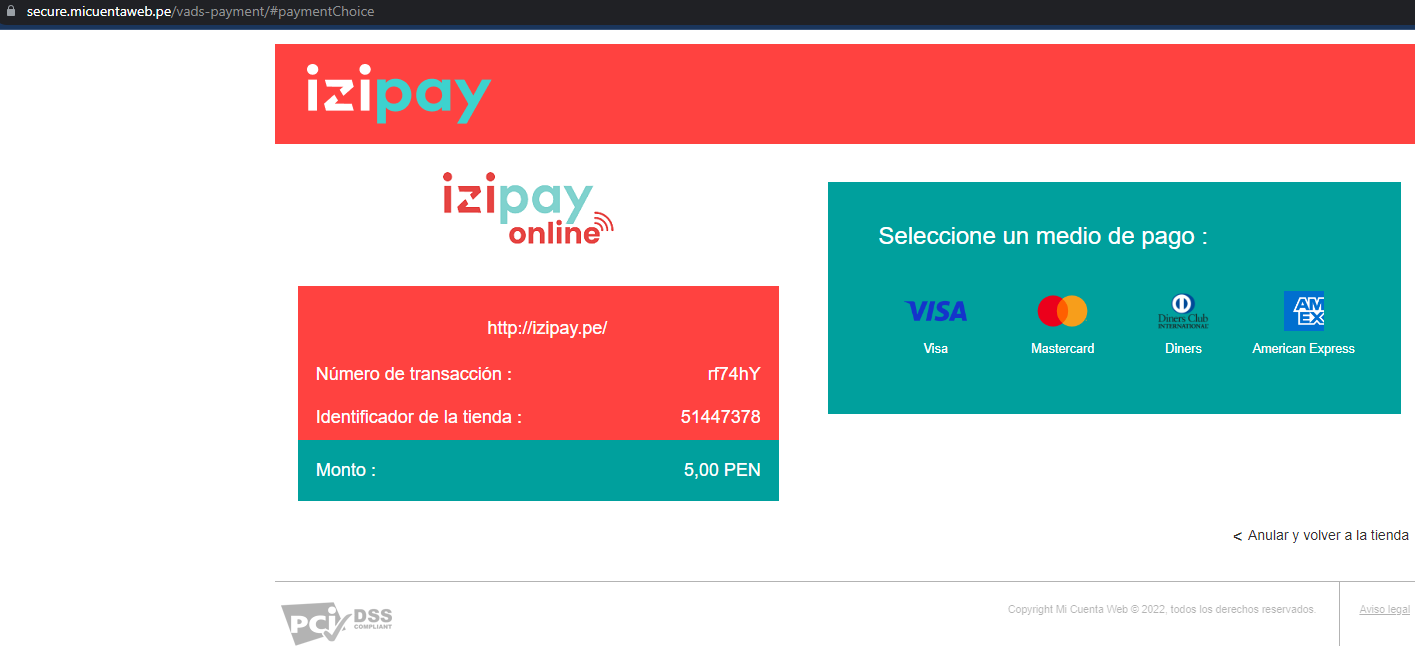 secure.micuentaweb.pe/vads-payment/#paymentChoice
izipay
izipay
online
http://izipay.pe/
Número de transacción : rf74hY
Identificador de la tienda : 51447378
Monto : 5,00 PEN
Seleccione un medio de pago :
VISA
Diners Club
INTERNATIONAL
AM
EX
Visa Mastercard Diners American Express
< Anular y volver a la tienda
PCI DSS
COMPLIANT
Copyright Mi Cuenta Web © 2022, todos los derechos reservados.
Aviso legal